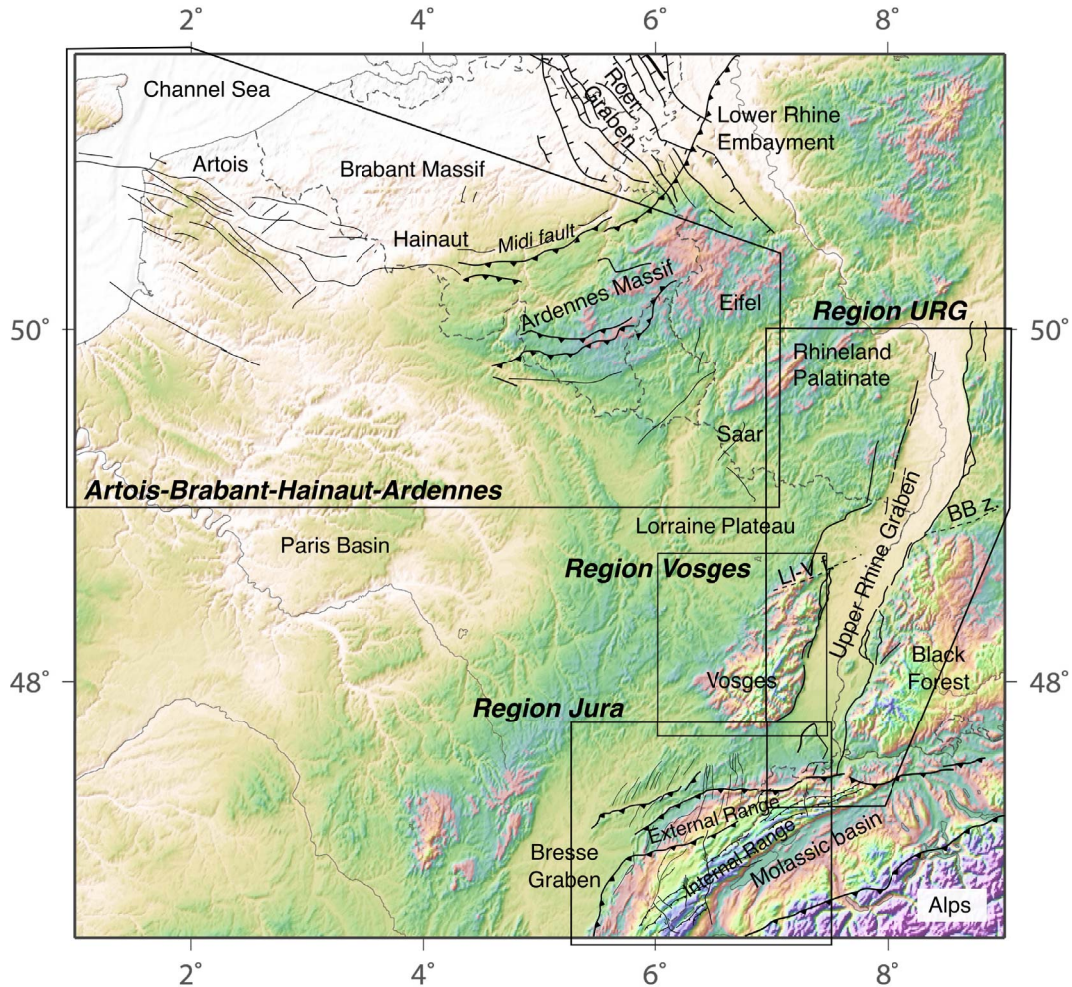 2° 4° 6° 8°
Channel Sea
Roer
Graben
Lower Rhine
Embayment
Artois
Brabant Massif
Hainaut
Midi fault
Ardennes Massif
Eifel
50°
Region URG
50°
Rhineland
Palatinate
Saar
Artois-Brabant-Hainaut-Ardennes
Lorraine Plateau
BB z.
Paris Basin
Region Vosges
LI-V
Upper Rhine Graben
48°
Vosges
Black
Forest
48°
Region Jura
External Range
Internal Range
Molassic basin
Bresse
Graben
Alps
2° 4° 6° 8°